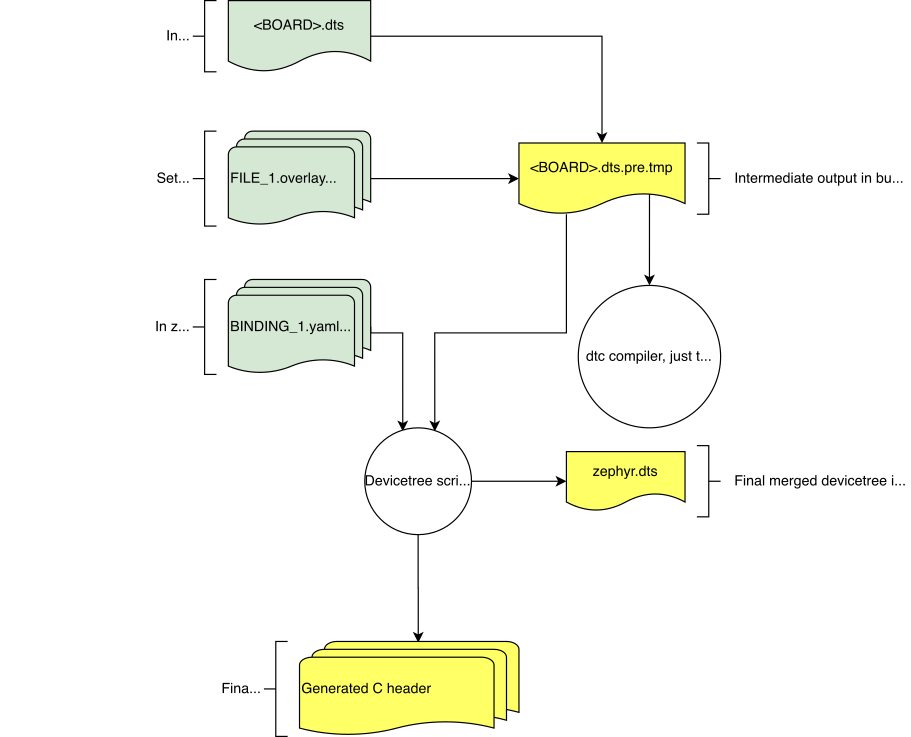 <BOARD>.dts
In...
Set...
FILE_1.overlay...
<BOARD>.dts.pre.tmp
Intermediate output in bu...
In z...
BINDING_1.yaml...
dtc compiler, just t...
Devicetree scri...
zephyr.dts
Final merged devicetree i...
Fina...
Generated C header